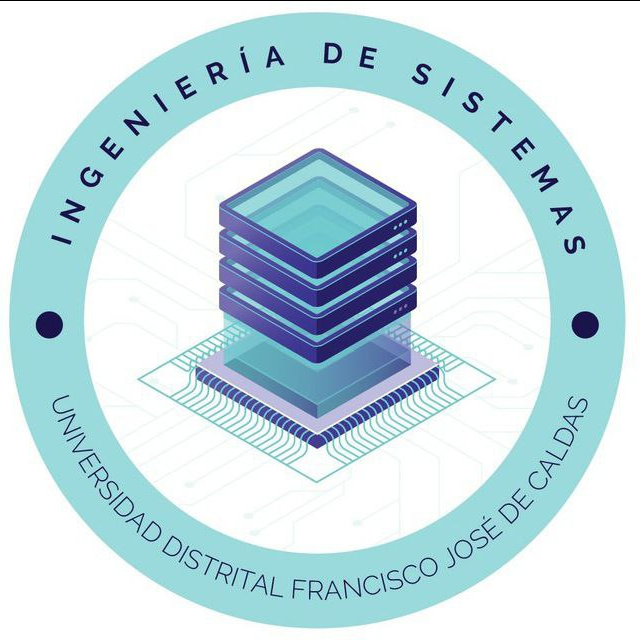 INGENIERÍA DE SISTEMAS
UNIVERSIDAD DISTRITAL FRANCISCO JOSÉ DE CALDAS